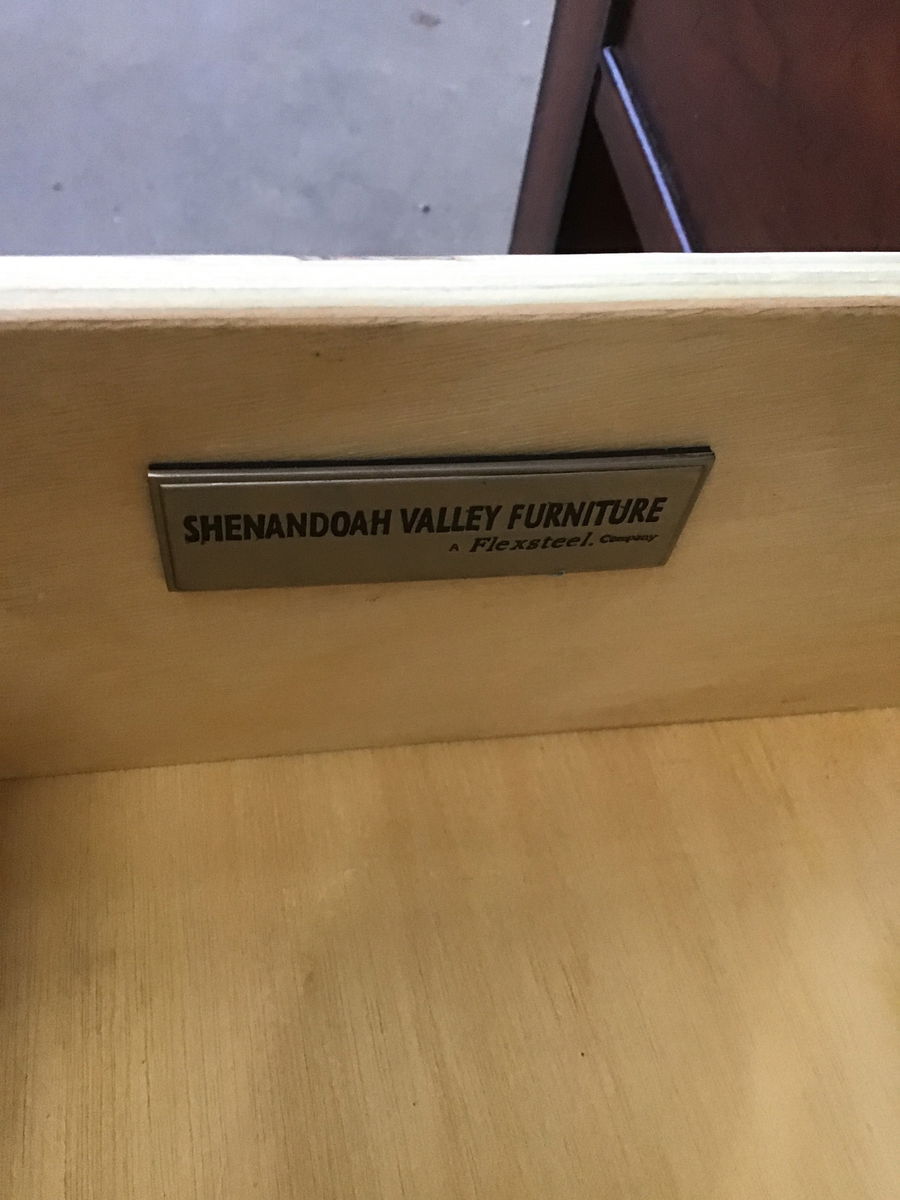 SHENANDOAH VALLEY FURNITURE
A Flexsteel. Company